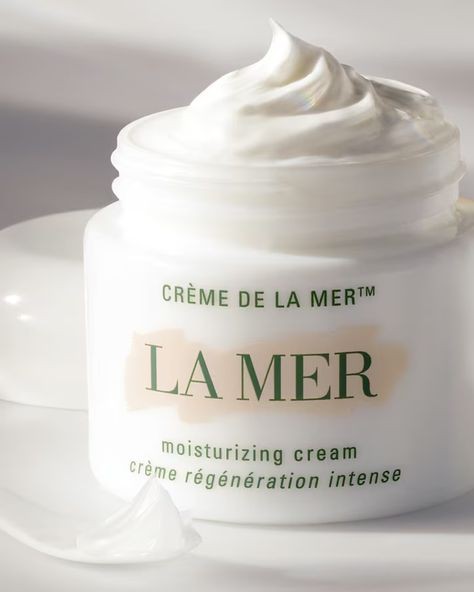 CRÈME DE LA MER™
LA MER
moisturizing cream
crème régénération intense